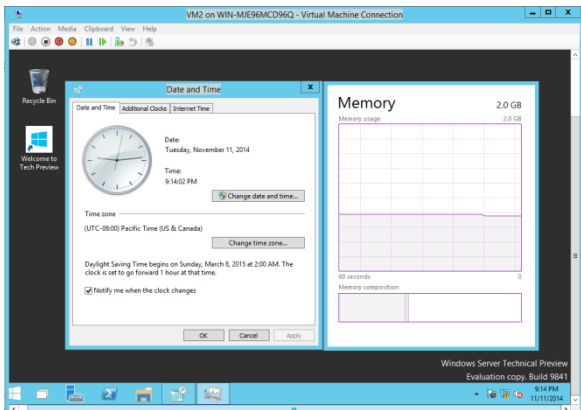 VM2 on WIN-MJE96MCD96Q - Virtual Machine Connection
File Action Media Clipboard View Help
Recycle Bin
Welcome to
Tech Preview
Date and Time
Date and Time Additional Clocks Internet Time
Date:
Tuesday, November 11, 2014
Time:
9:14:02 PM
Change date and time...
Time zone
(UTC-08:00) Pacific Time (US & Canada)
Change time zone...
Daylight Saving Time begins on Sunday, March 8, 2015 at 2:00 AM. The
clock is set to go forward 1 hour at that time.
Notify me when the clock changes
OK Cancel Apply
Memory 2.0 GB
Memory usage 2.0 GB
60 seconds 0
Memory composition
Windows Server Technical Preview
Evaluation copy. Build 9841
9:14 PM
11/11/2014